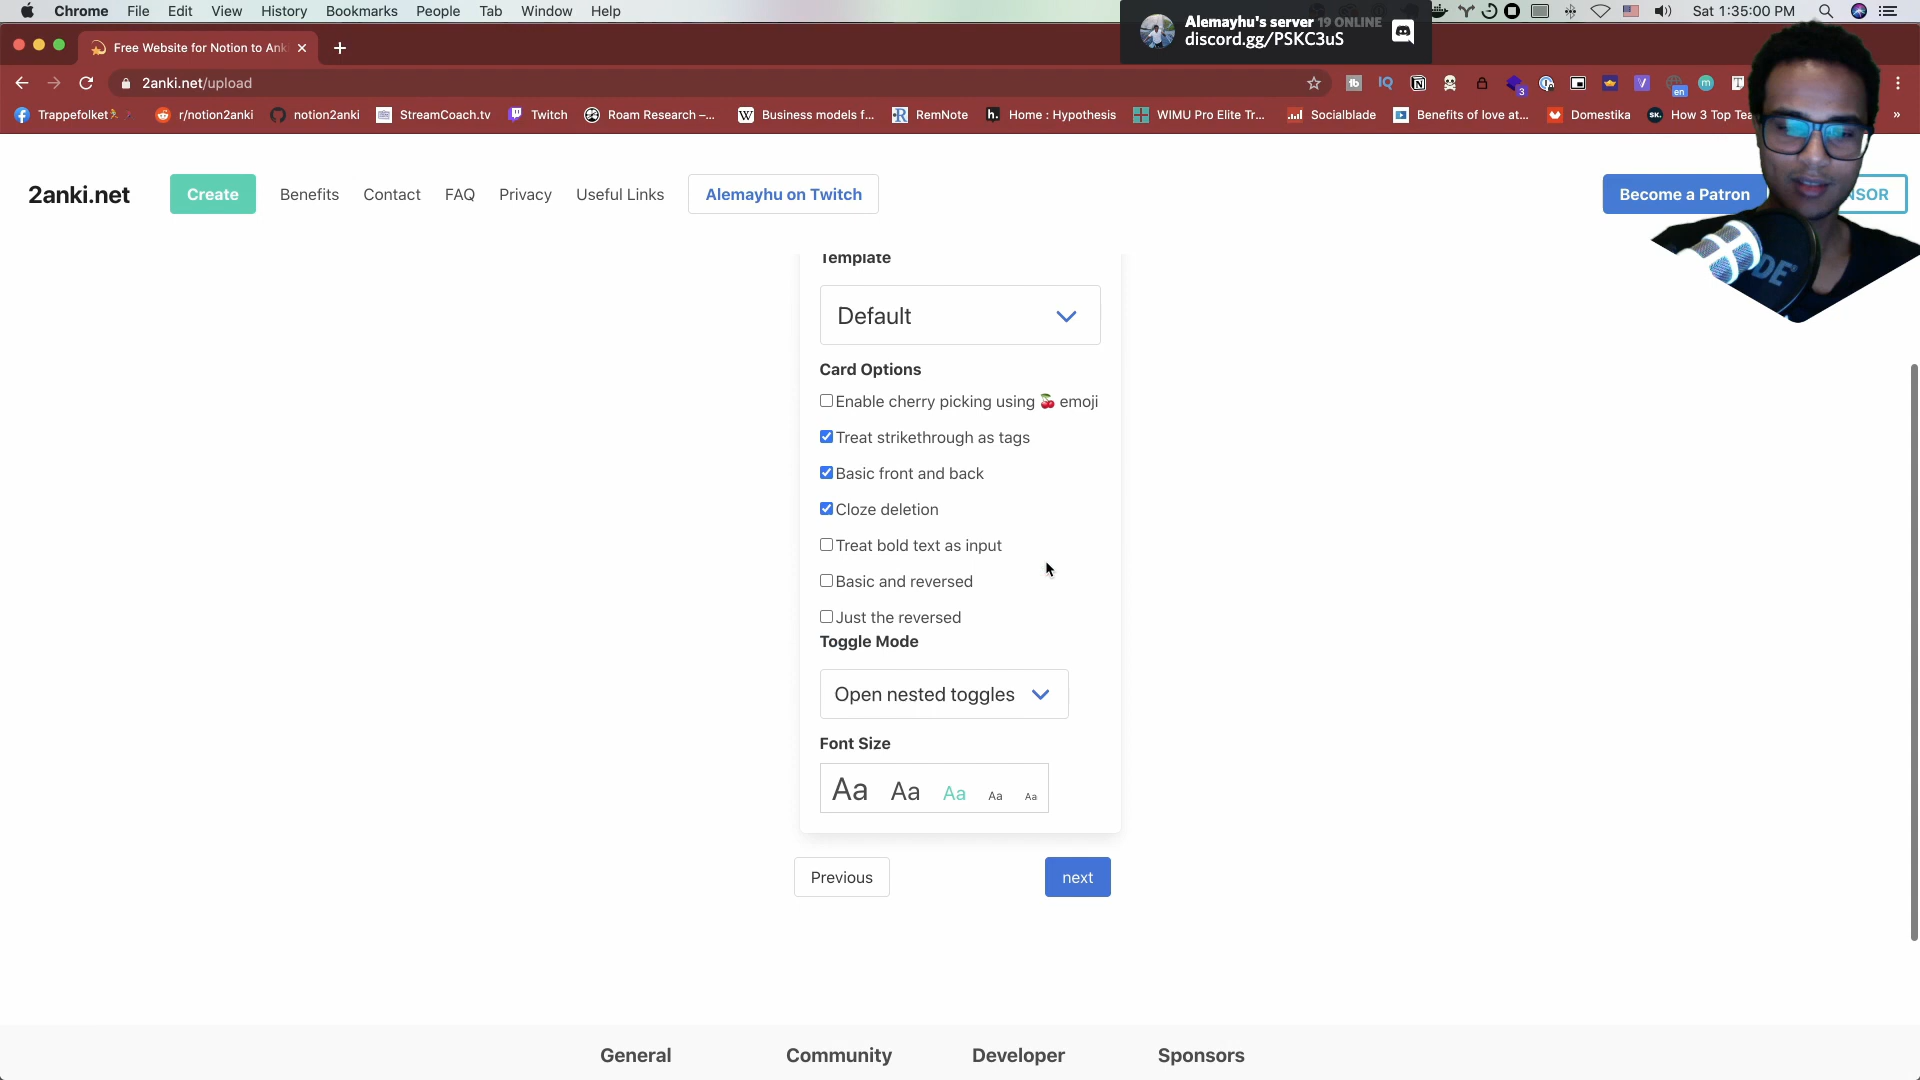 Chrome File Edit View History Bookmarks People Tab Window Help
Sat 1:35:00 PM
Alemayhu's server 19 ONLINE
discord.gg/PSKC3uS
Free Website for Notion to Anki
2anki.net/upload
3
en
Trappefolket r/notion2anki notion2anki StreamCoach.tv Twitch Roam Research –... Business models f... RemNote Home : Hypothesis WIMU Pro Elite Tr... Socialblade Benefits of love at... Domestika How 3 Top Tea »
2anki.net
Create
Benefits
Contact
FAQ
Privacy
Useful Links
Alemayhu on Twitch
Become a Patron
NSOR
DE
Template
Default
Card Options
Enable cherry picking using 🍒 emoji
Treat strikethrough as tags
Basic front and back
Cloze deletion
Treat bold text as input
Basic and reversed
Just the reversed
Toggle Mode
Open nested toggles
Font Size
Aa Aa Aa Aa Aa
Previous
next
General
Community
Developer
Sponsors